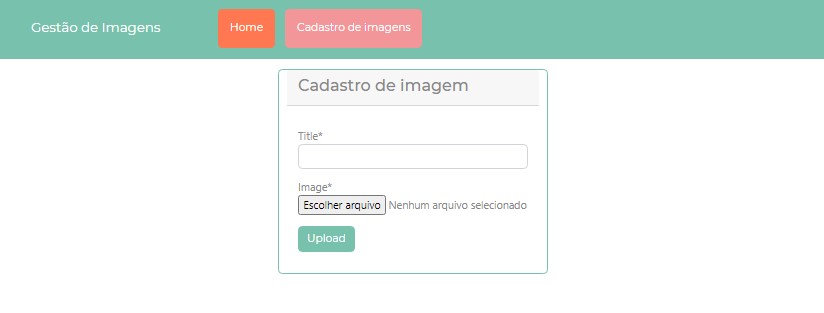 Gestão de Imagens Home Cadastro de imagens
Cadastro de imagem
Title*
Image*
Escolher arquivo Nenhum arquivo selecionado
Upload